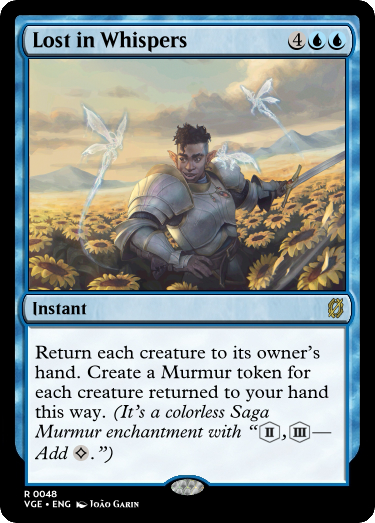 Lost in Whispers 4
Instant
Return each creature to its owner's
hand. Create a Murmur token for
each creature returned to your hand
this way. (It's a colorless Saga
Murmur enchantment with “II, III—
Add .”)
R 0048
VGE • ENG João Garin